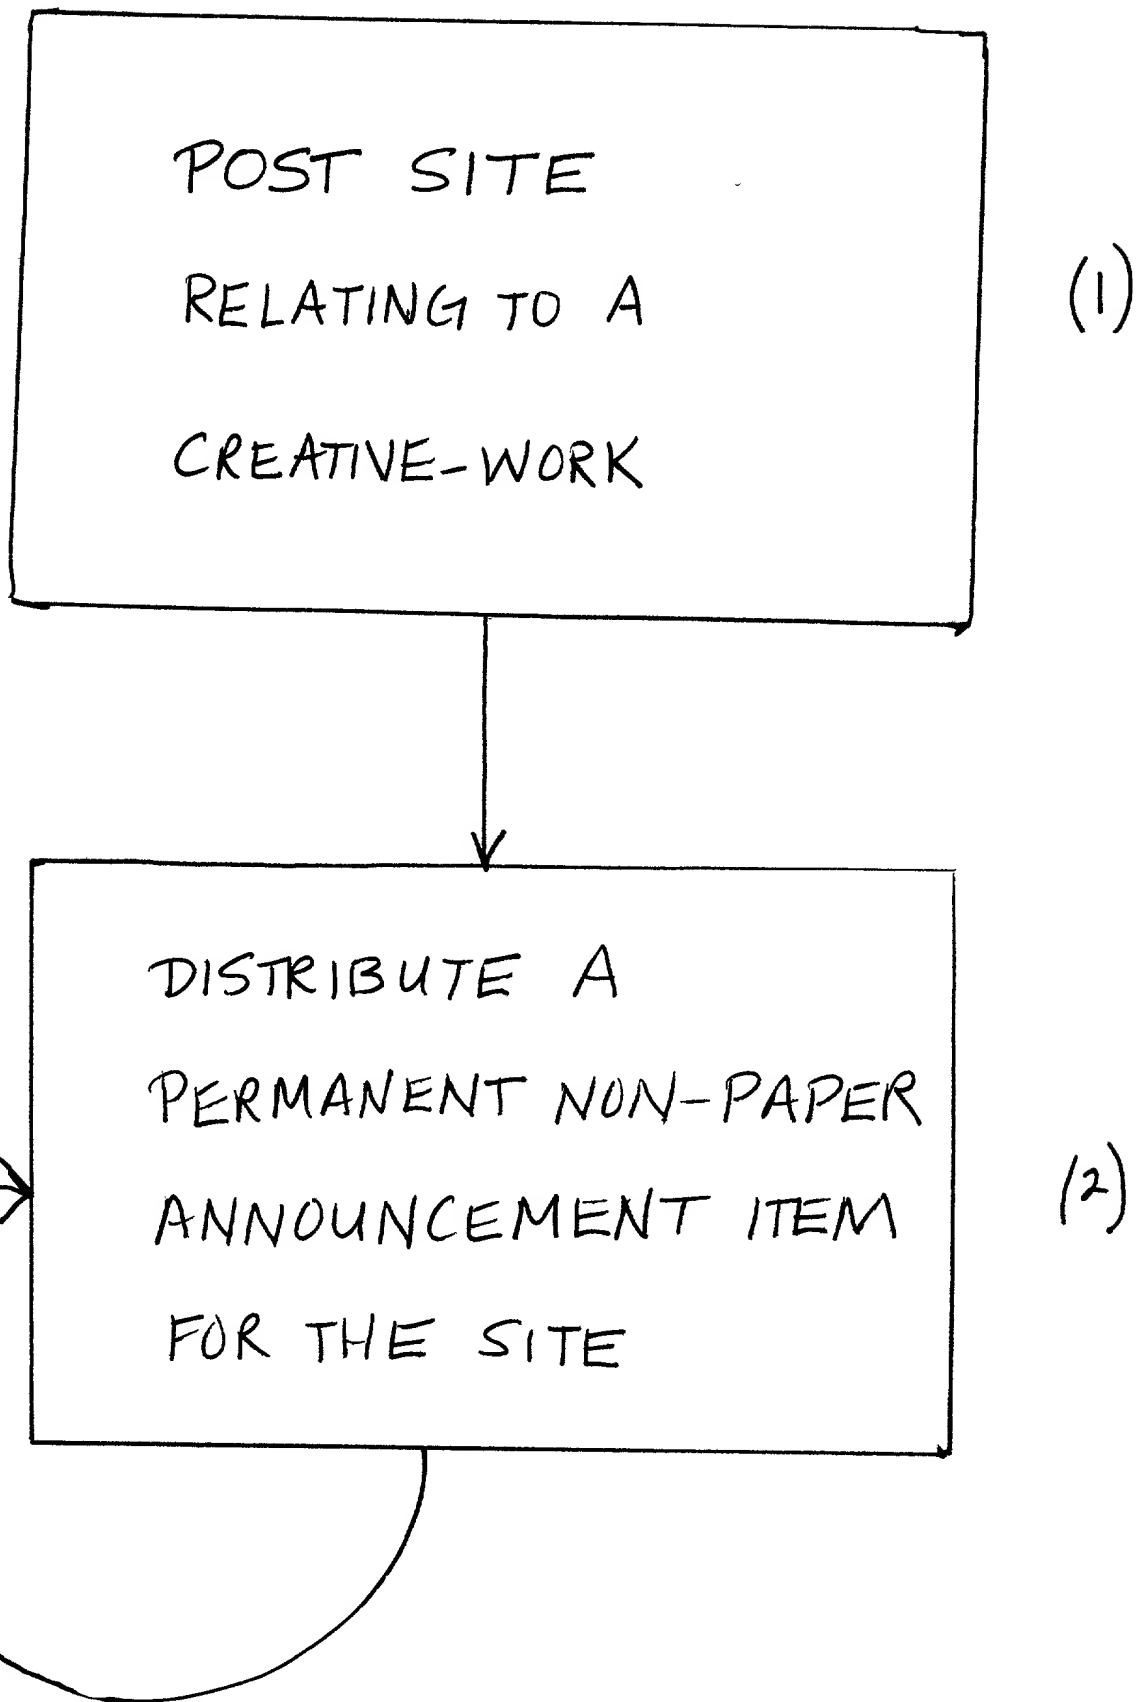 POST SITE
RELATING TO A
CREATIVE-WORK
(1)
DISTRIBUTE A
PERMANENT NON-PAPER
ANNOUNCEMENT ITEM
FOR THE SITE
(2)